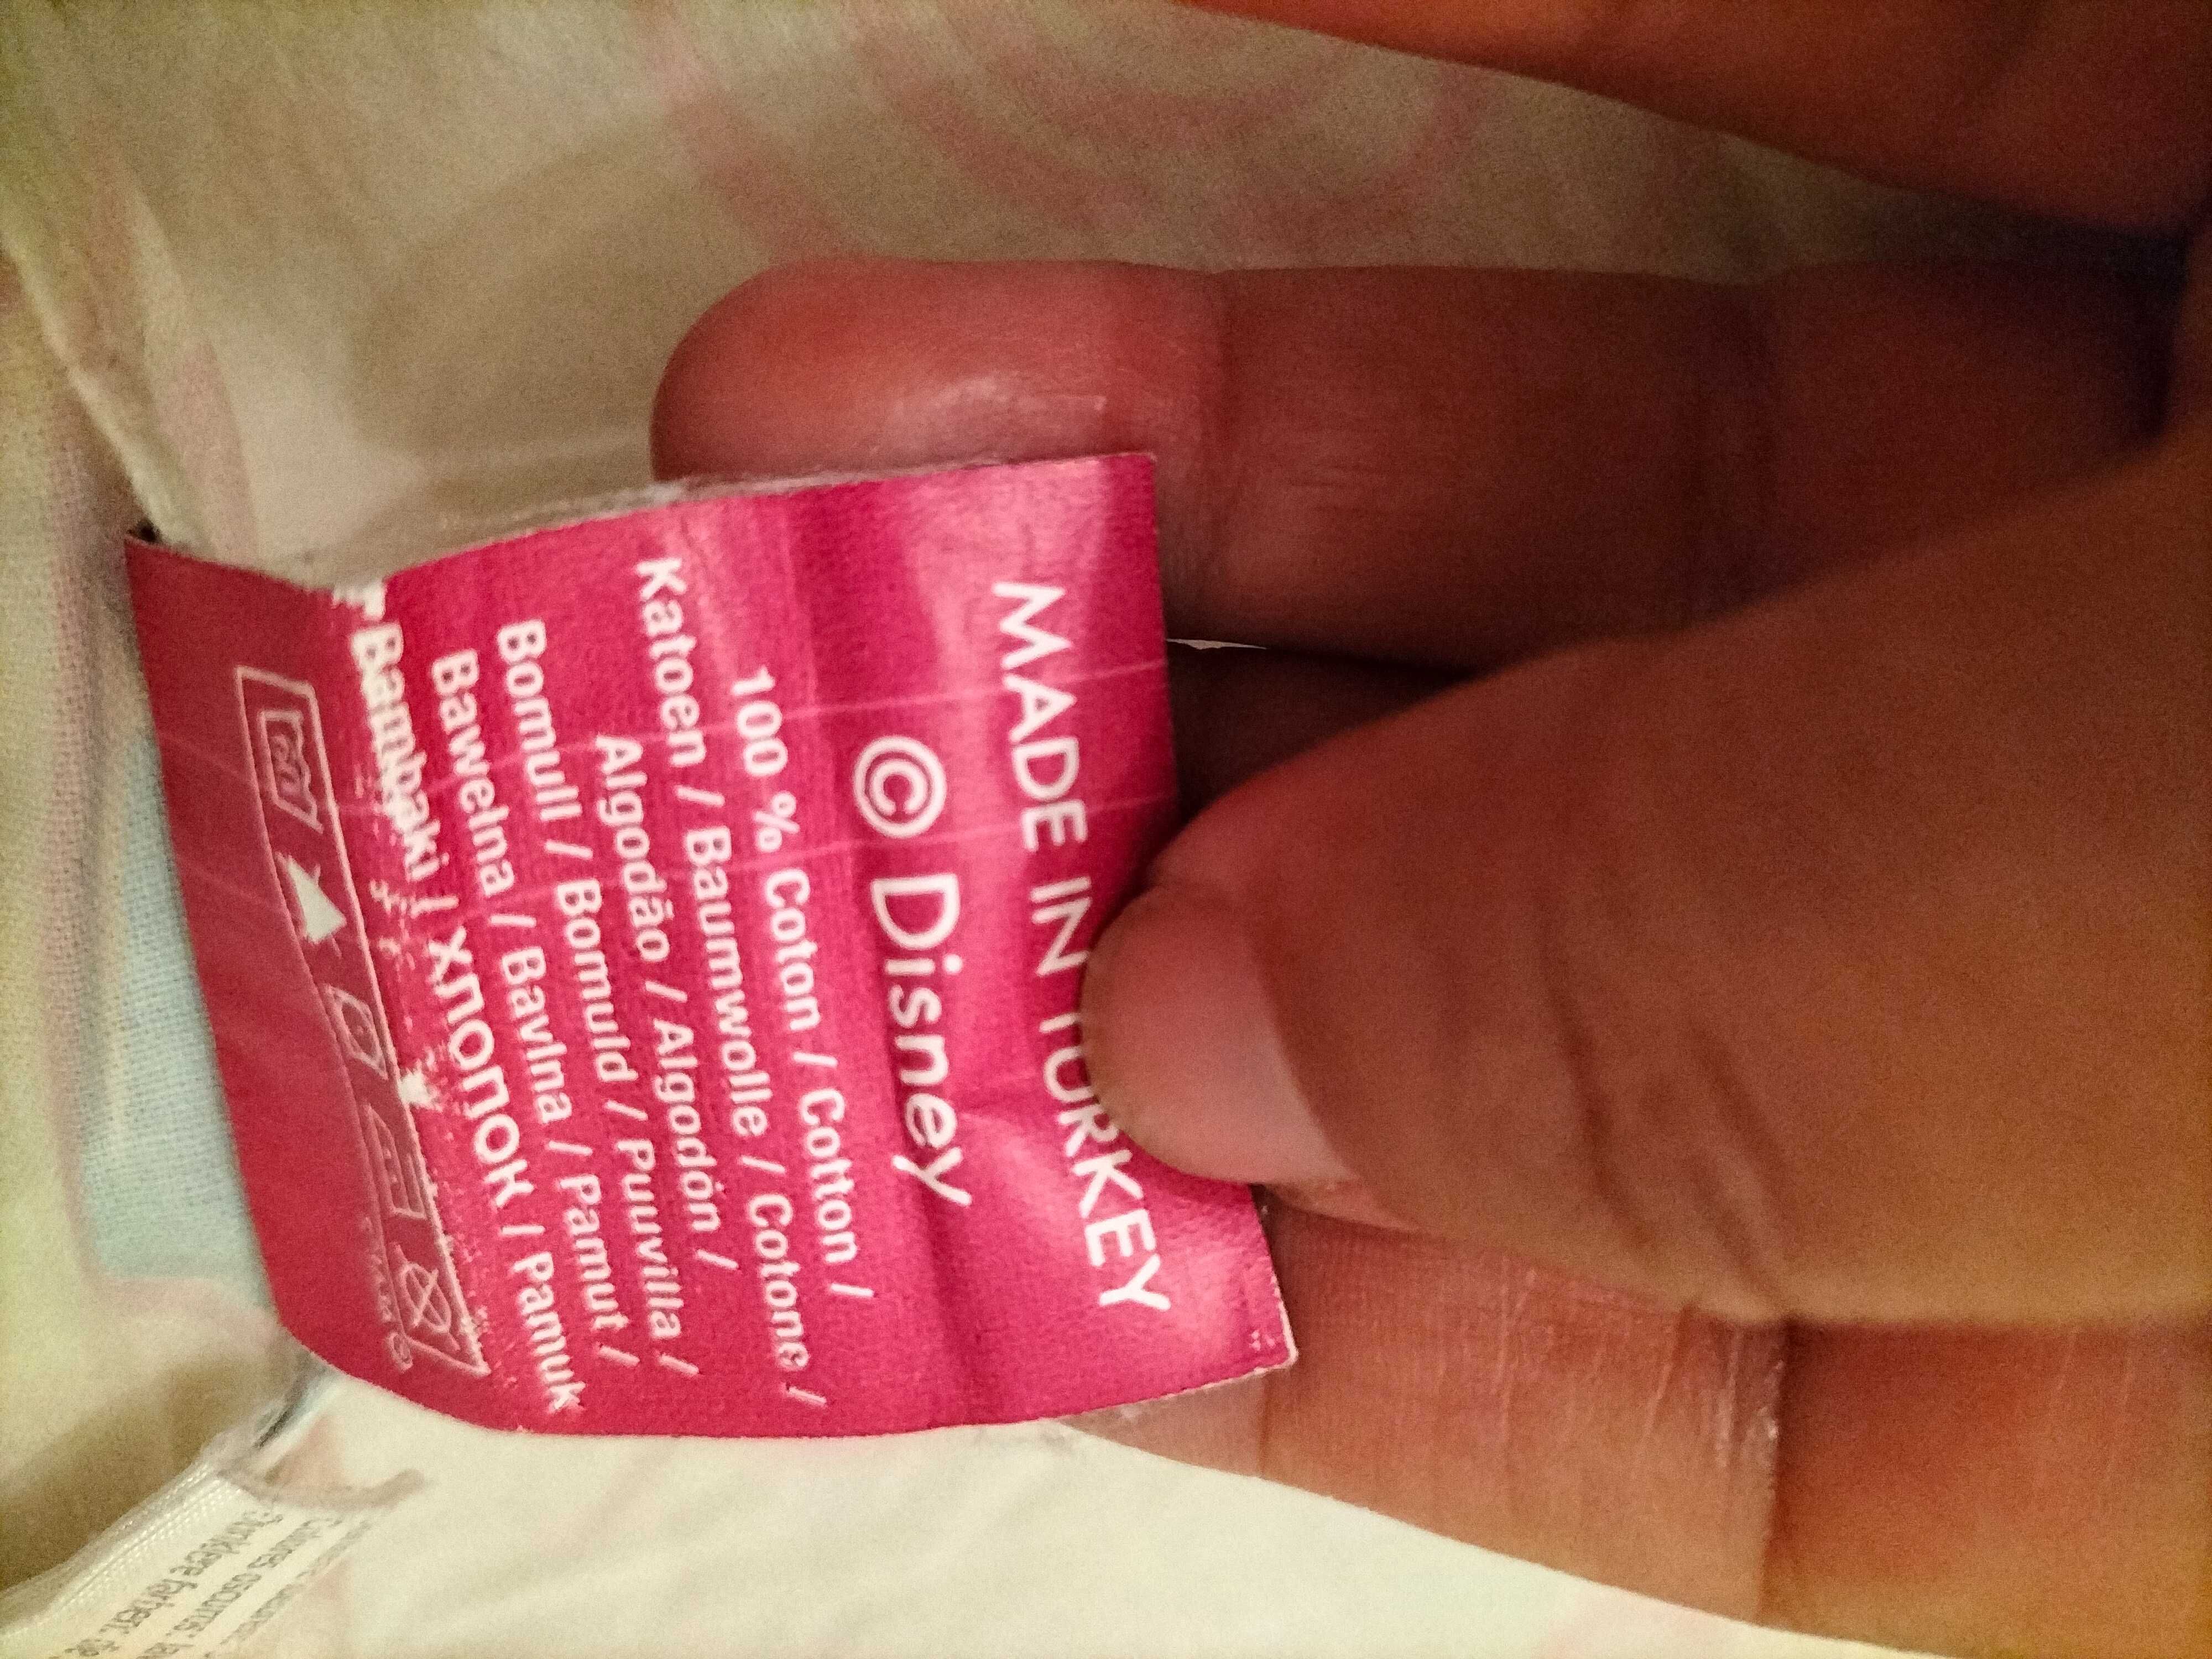 MADE IN TURKEY
© Disney
100 % Coton / Cotton /
Katoen / Baumwolle / Cotone /
Algodão / Algodón /
Bomull / Bomuld / Puuvilla /
Bawełna / Bavlna / Pamut /
Bambaki / хлопок / Pamuk